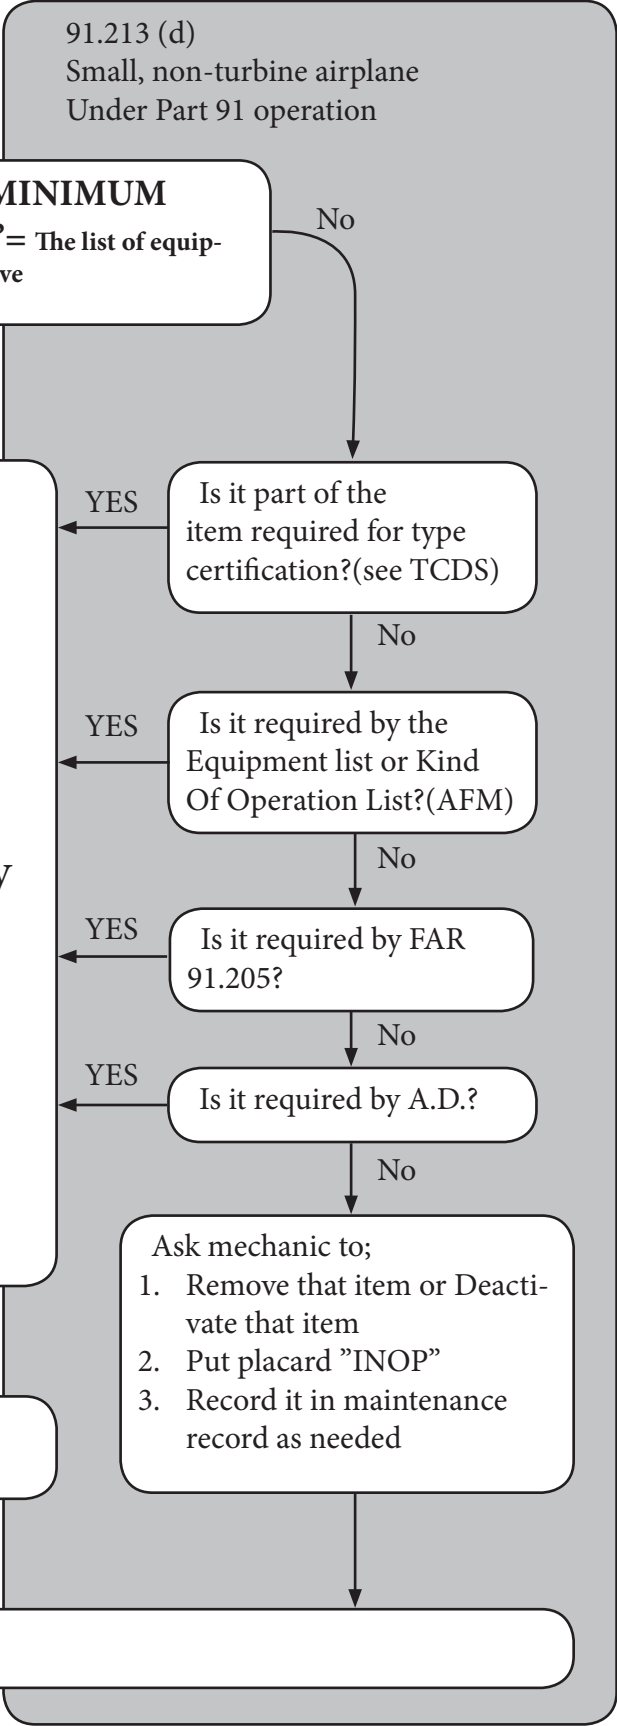 91.213 (d)
Small, non-turbine airplane
Under Part 91 operation
MINIMUM
No
”= The list of equip-
ve
YES
Is it part of the
item required for type
certification?(see TCDS)
No
YES
Is it required by the
Equipment list or Kind
Of Operation List?(AFM)
No
y
YES
Is it required by FAR
91.205?
No
YES
Is it required by A.D.?
No
Ask mechanic to;
1. Remove that item or Deacti-
vate that item
2. Put placard ”INOP”
3. Record it in maintenance
record as needed